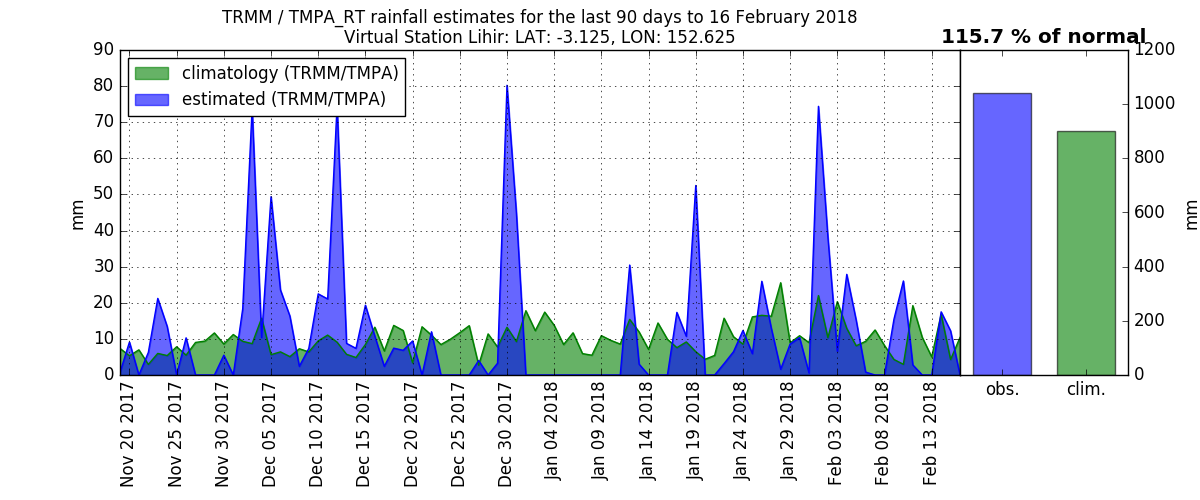 TRMM / TMPA_RT rainfall estimates for the last 90 days to 16 February 2018
Virtual Station Lihir: LAT: -3.125, LON: 152.625
115.7 % of normal
climatology (TRMM/TMPA)
estimated (TRMM/TMPA)
90
80
70
60
50
40
30
20
10
0
mm
Nov 20 2017
Nov 25 2017
Nov 30 2017
Dec 05 2017
Dec 10 2017
Dec 15 2017
Dec 20 2017
Dec 25 2017
Dec 30 2017
Jan 04 2018
Jan 09 2018
Jan 14 2018
Jan 19 2018
Jan 24 2018
Jan 29 2018
Feb 03 2018
Feb 08 2018
Feb 13 2018
obs.
clim.
1200
1000
800
600
400
200
0
mm